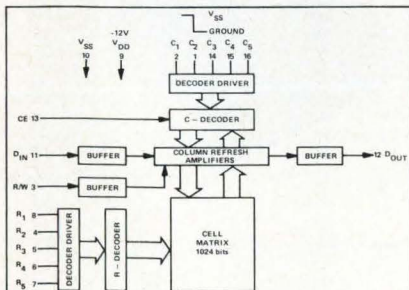 VSS
GROUND
VSS
10
-12V
VDD
9
C1 C2 C3 C4 C5
2 1 14 15 16
DECODER DRIVER
CE 13
C - DECODER
DIN 11
BUFFER
COLUMN REFRESH
AMPLIFIERS
BUFFER
12 DOUT
R/W 3
BUFFER
R1 8
R2 4
R3 5
R4 6
R5 7
DECODER DRIVER
R - DECODER
CELL
MATRIX
1024 bits